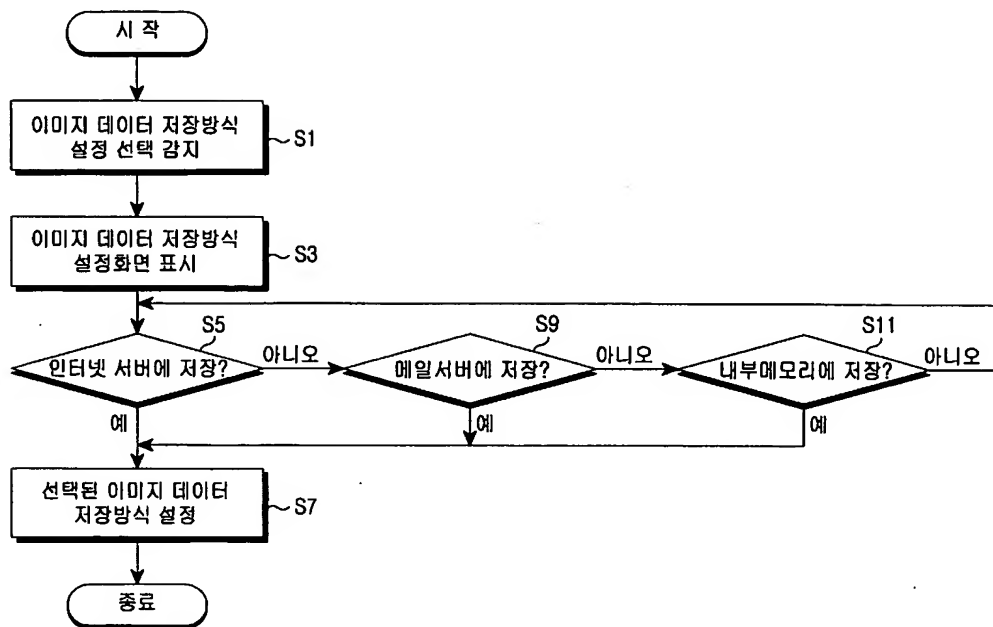 시 작
이미지 데이터 저장방식
설정 선택 감지
S1
이미지 데이터 저장방식
설정화면 표시
S3
S5
인터넷 서버에 저장?
아니오
S9
메일서버에 저장?
아니오
S11
내부메모리에 저장?
아니오
예
예
예
선택된 이미지 데이터
저장방식 설정
S7
종료